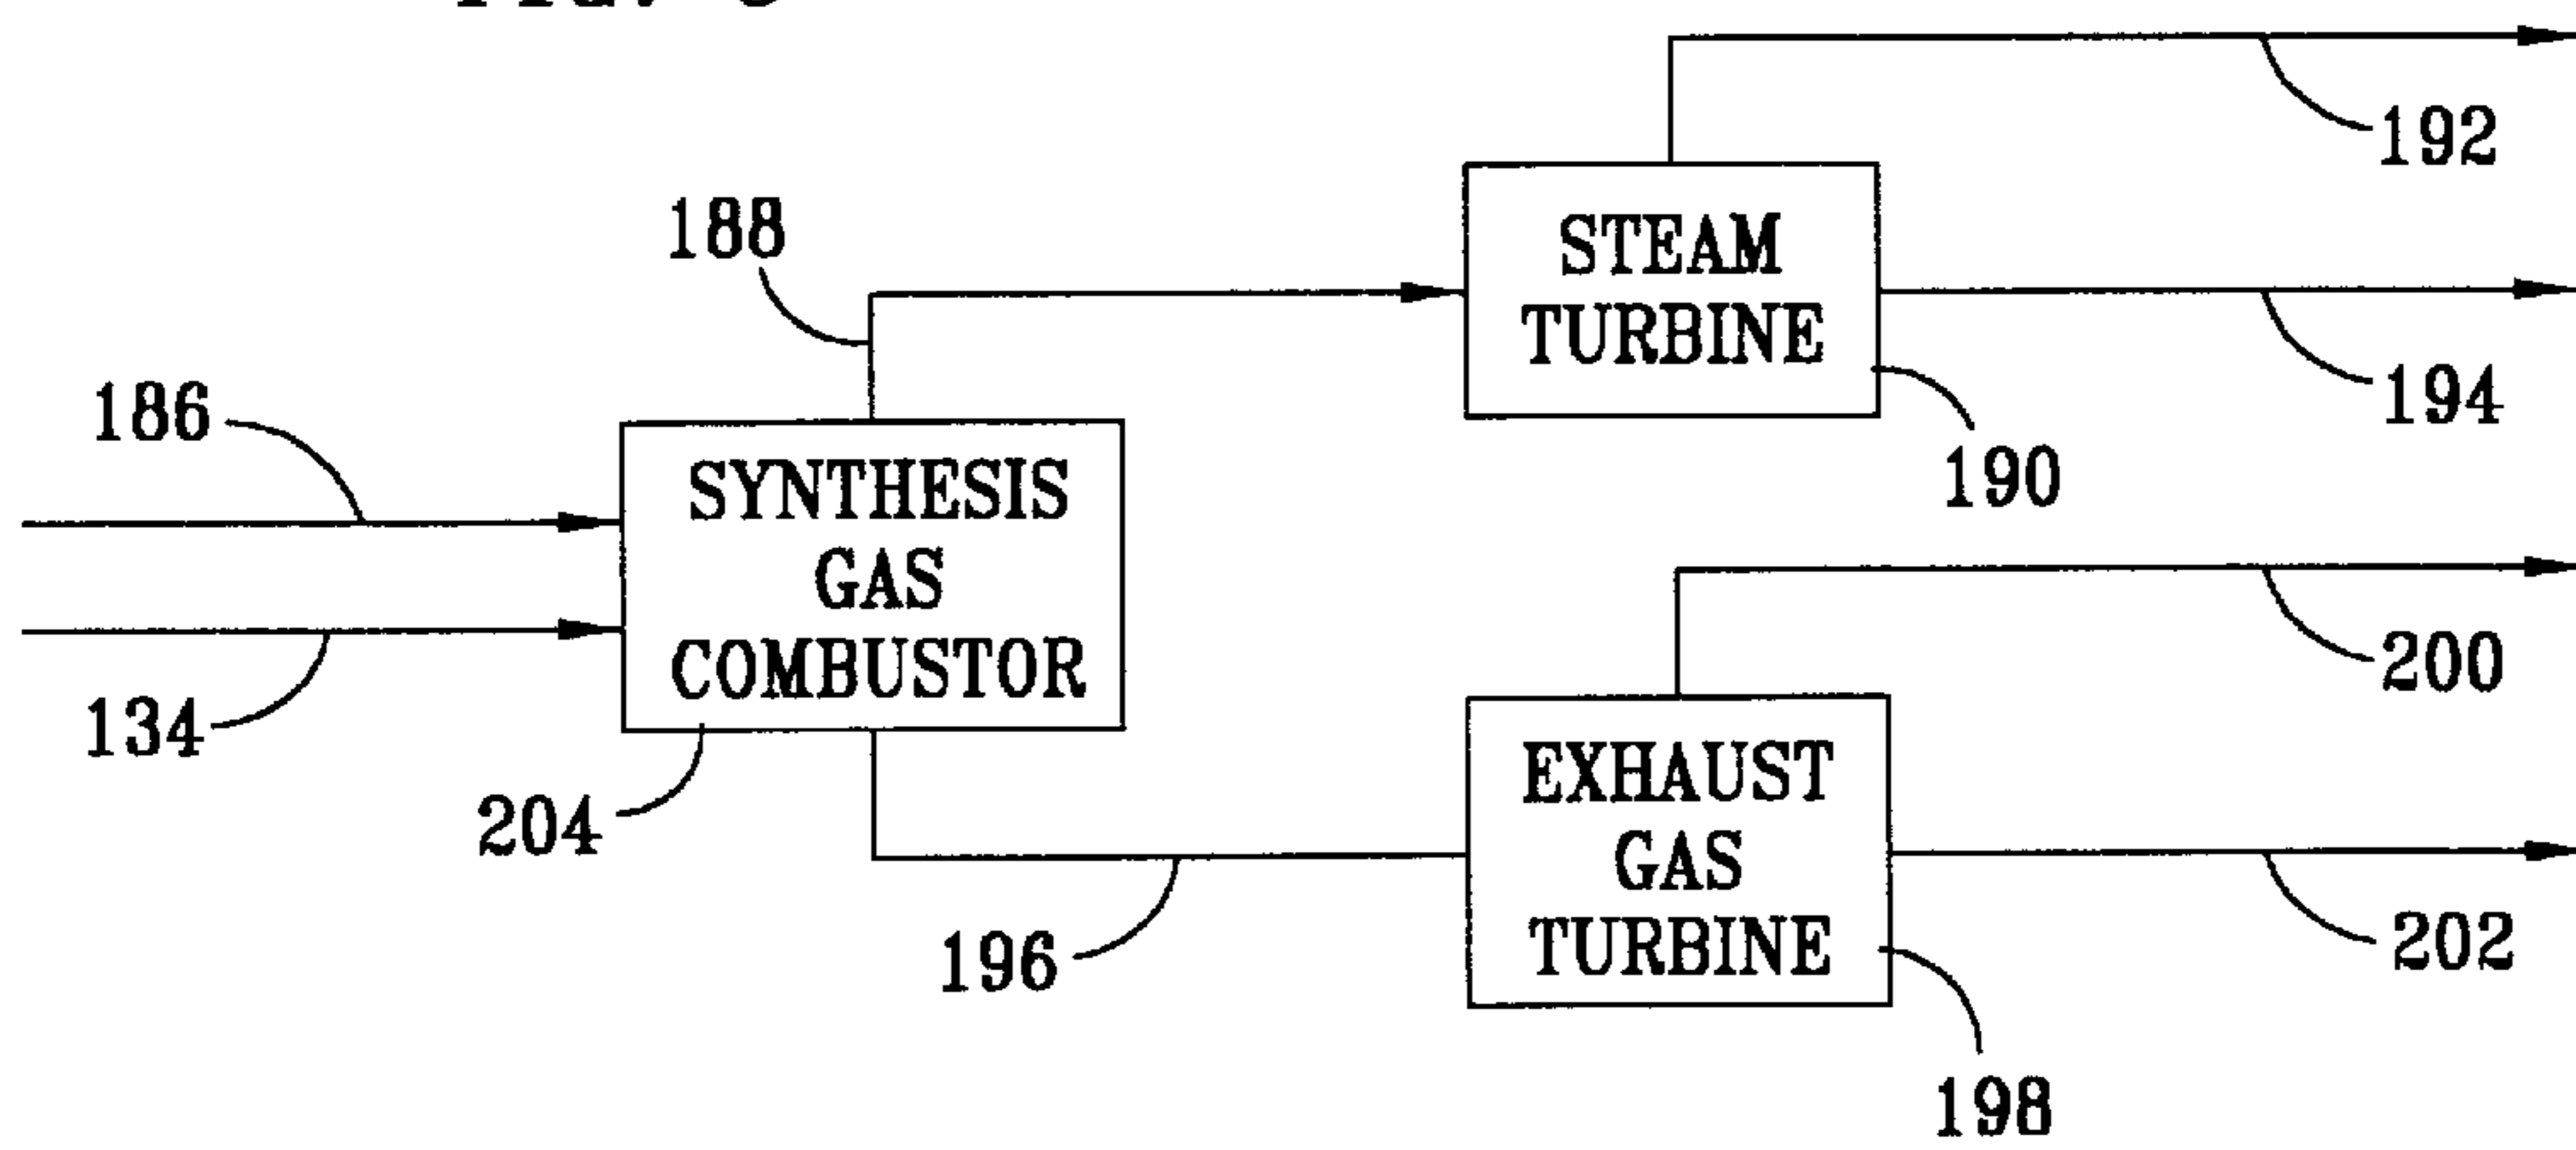 192
188
STEAM
TURBINE
186
194
190
SYNTHESIS
GAS
COMBUSTOR
134
204
200
EXHAUST
GAS
TURBINE
196
202
198